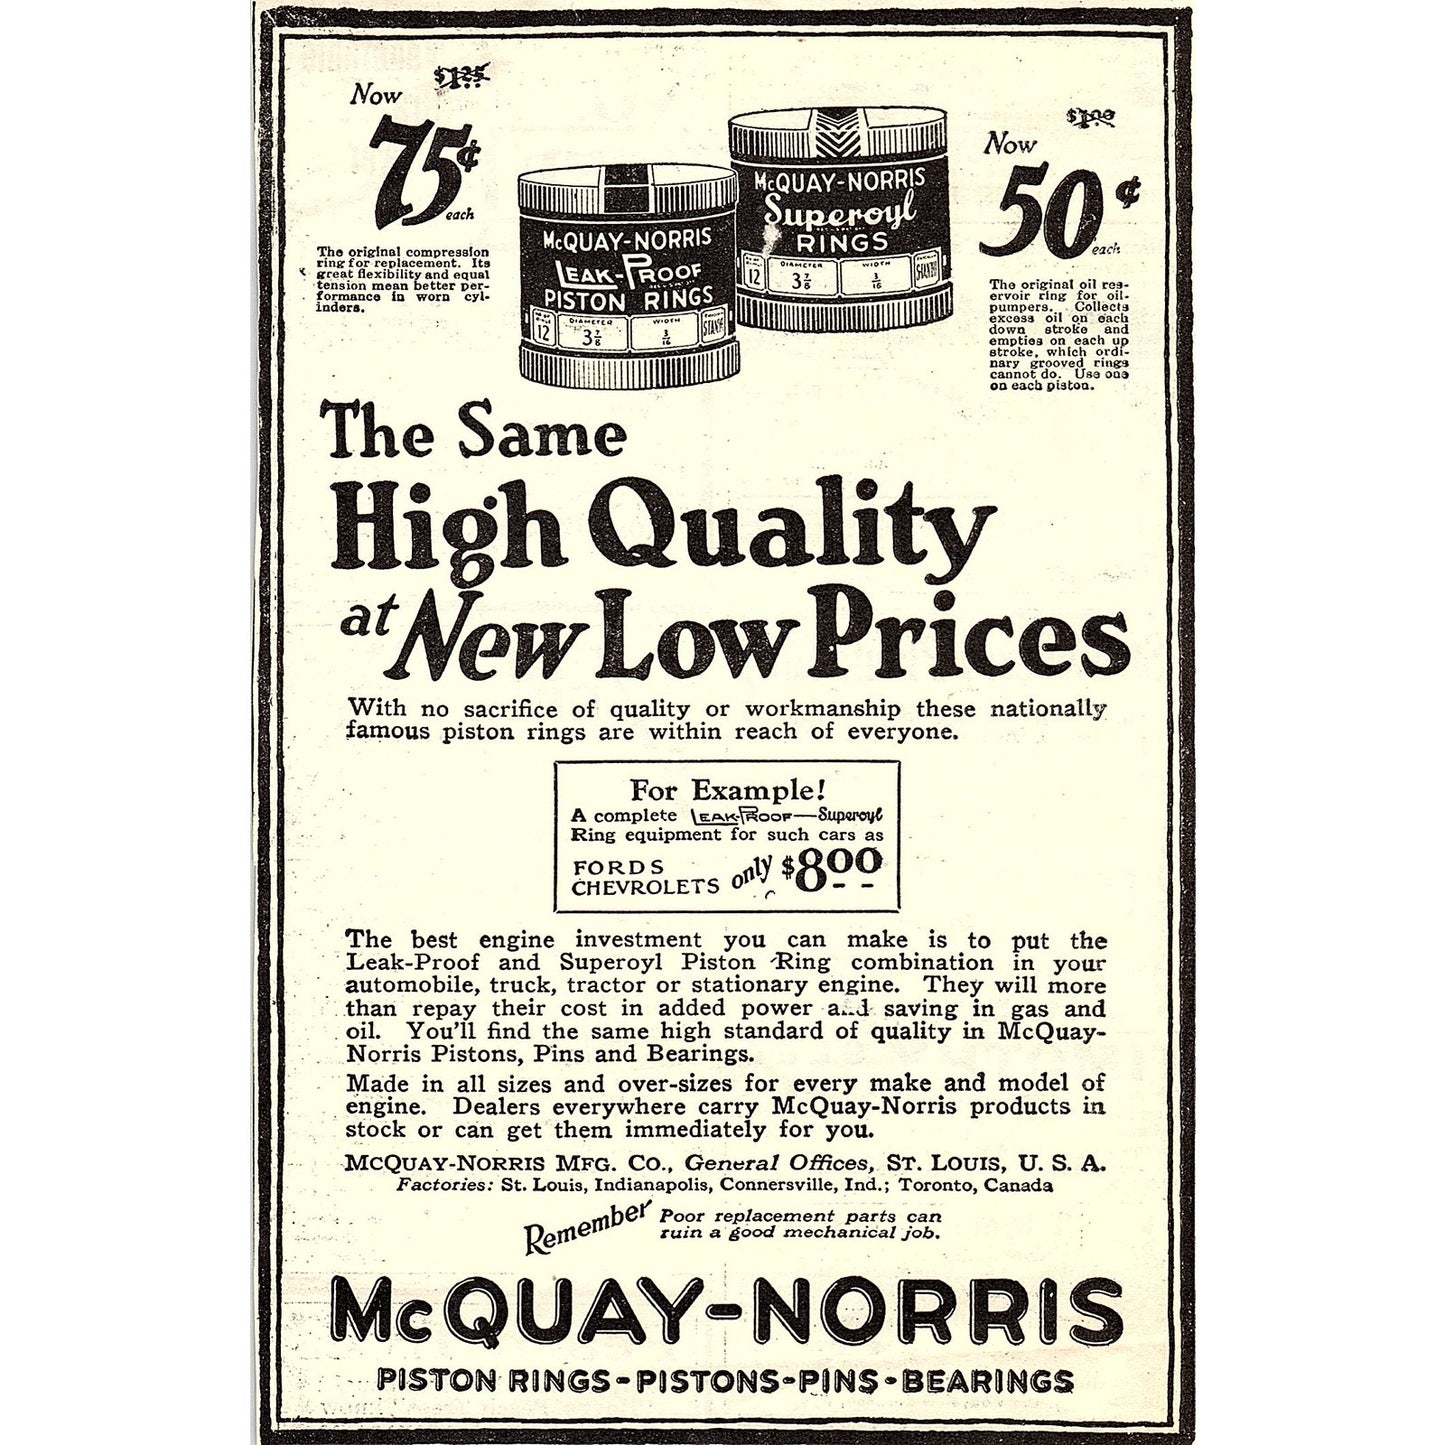 Now $1.25
75¢ each
The original compression
ring for replacement. Its
great flexibility and equal
tension mean better per-
formance in worn cyl-
inders.
McQUAY-NORRIS
LEAK-PROOF
PISTON RINGS
12 DIAMETER 3 7/8 WIDTH 3/16
McQUAY-NORRIS
Superoyl
RINGS
12 DIAMETER 3 7/8 WIDTH 3/16
$1.00
Now
50¢ each
The original oil res-
ervoir ring for oil-
pumpers. Collects
excess oil on each
down stroke and
empties on each up
stroke, which ordi-
nary grooved rings
cannot do. Use one
on each piston.
The Same
High Quality
at New Low Prices
With no sacrifice of quality or workmanship these nationally
famous piston rings are within reach of everyone.
For Example!
A complete LEAK-PROOF—Superoyl
Ring equipment for such cars as
FORDS
CHEVROLETS only $8.00
The best engine investment you can make is to put the
Leak-Proof and Superoyl Piston Ring combination in your
automobile, truck, tractor or stationary engine. They will more
than repay their cost in added power and saving in gas and
oil. You'll find the same high standard of quality in McQuay-
Norris Pistons, Pins and Bearings.
Made in all sizes and over-sizes for every make and model of
engine. Dealers everywhere carry McQuay-Norris products in
stock or can get them immediately for you.
McQUAY-NORRIS MFG. CO., General Offices, ST. LOUIS, U. S. A.
Factories: St. Louis, Indianapolis, Connersville, Ind.; Toronto, Canada
Remember Poor replacement parts can
ruin a good mechanical job.
McQUAY-NORRIS
PISTON RINGS-PISTONS-PINS-BEARINGS